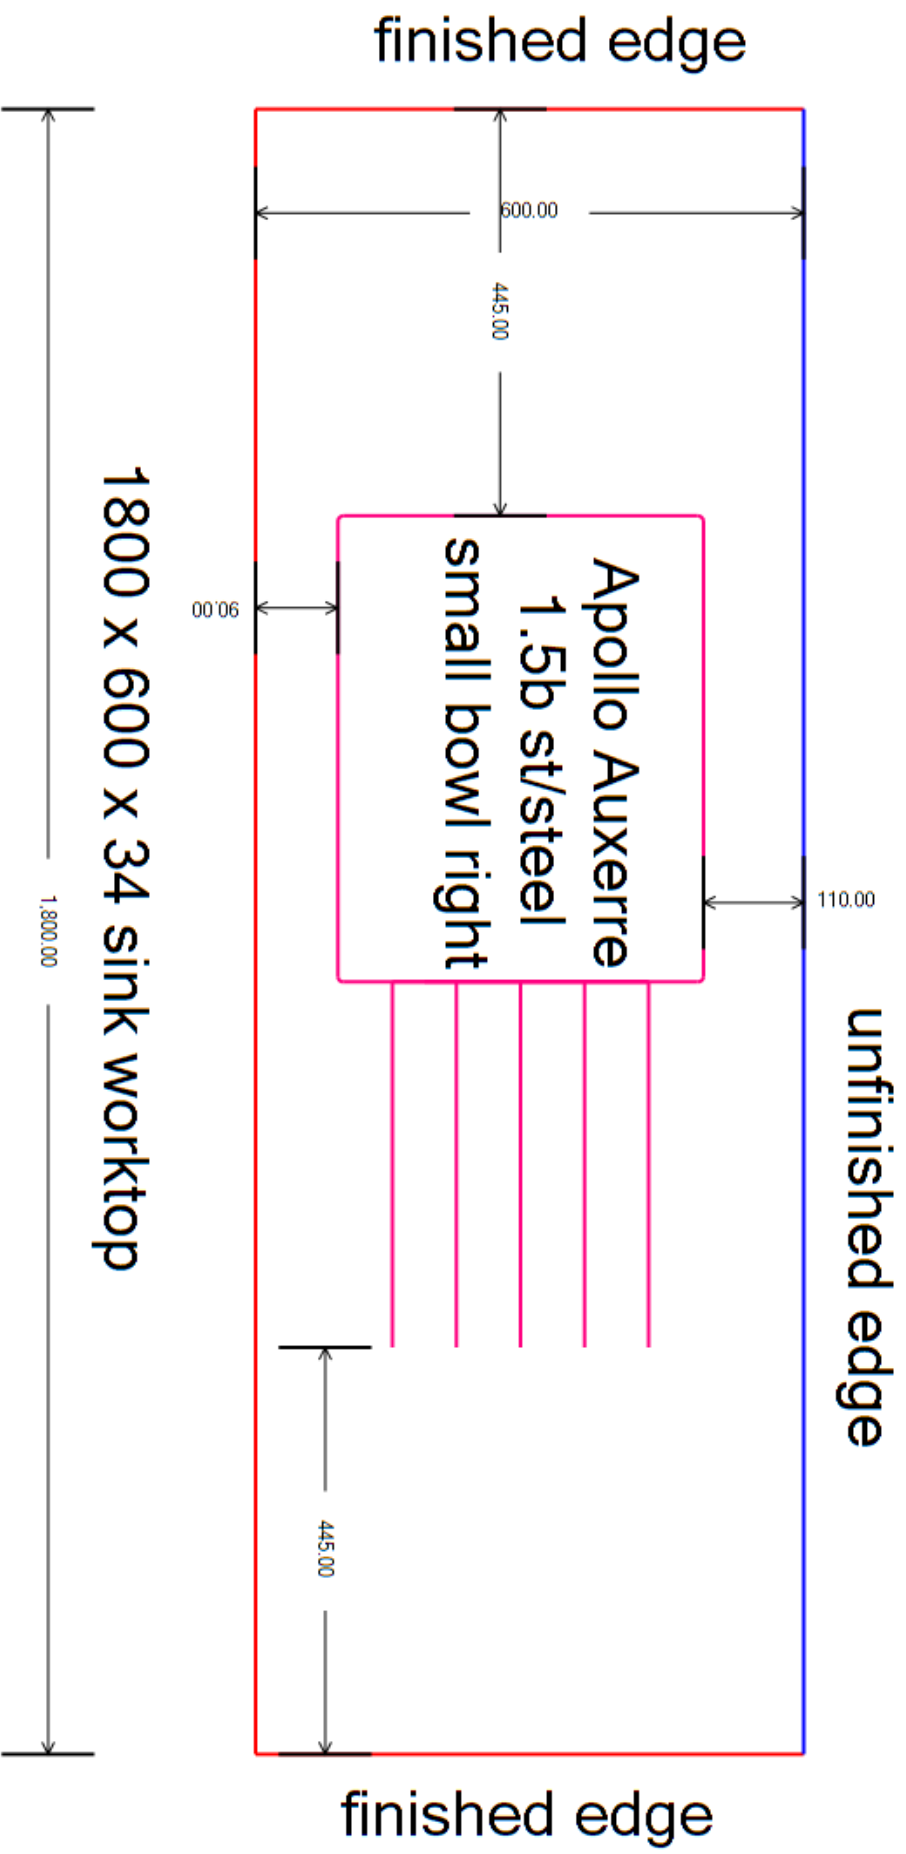 finished edge
600.00
445.00
Apollo Auxerre
1.5b st/steel
small bowl right
90.00
110.00
1800 x 600 x 34 sink worktop
1,800.00
unfinished edge
445.00
finished edge